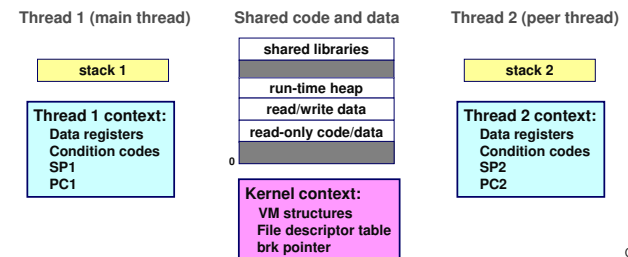 Thread 1 (main thread)
Shared code and data
Thread 2 (peer thread)
stack 1
Thread 1 context:
Data registers
Condition codes
SP1
PC1
shared libraries
run-time heap
read/write data
read-only code/data
0
Kernel context:
VM structures
File descriptor table
brk pointer
stack 2
Thread 2 context:
Data registers
Condition codes
SP2
PC2